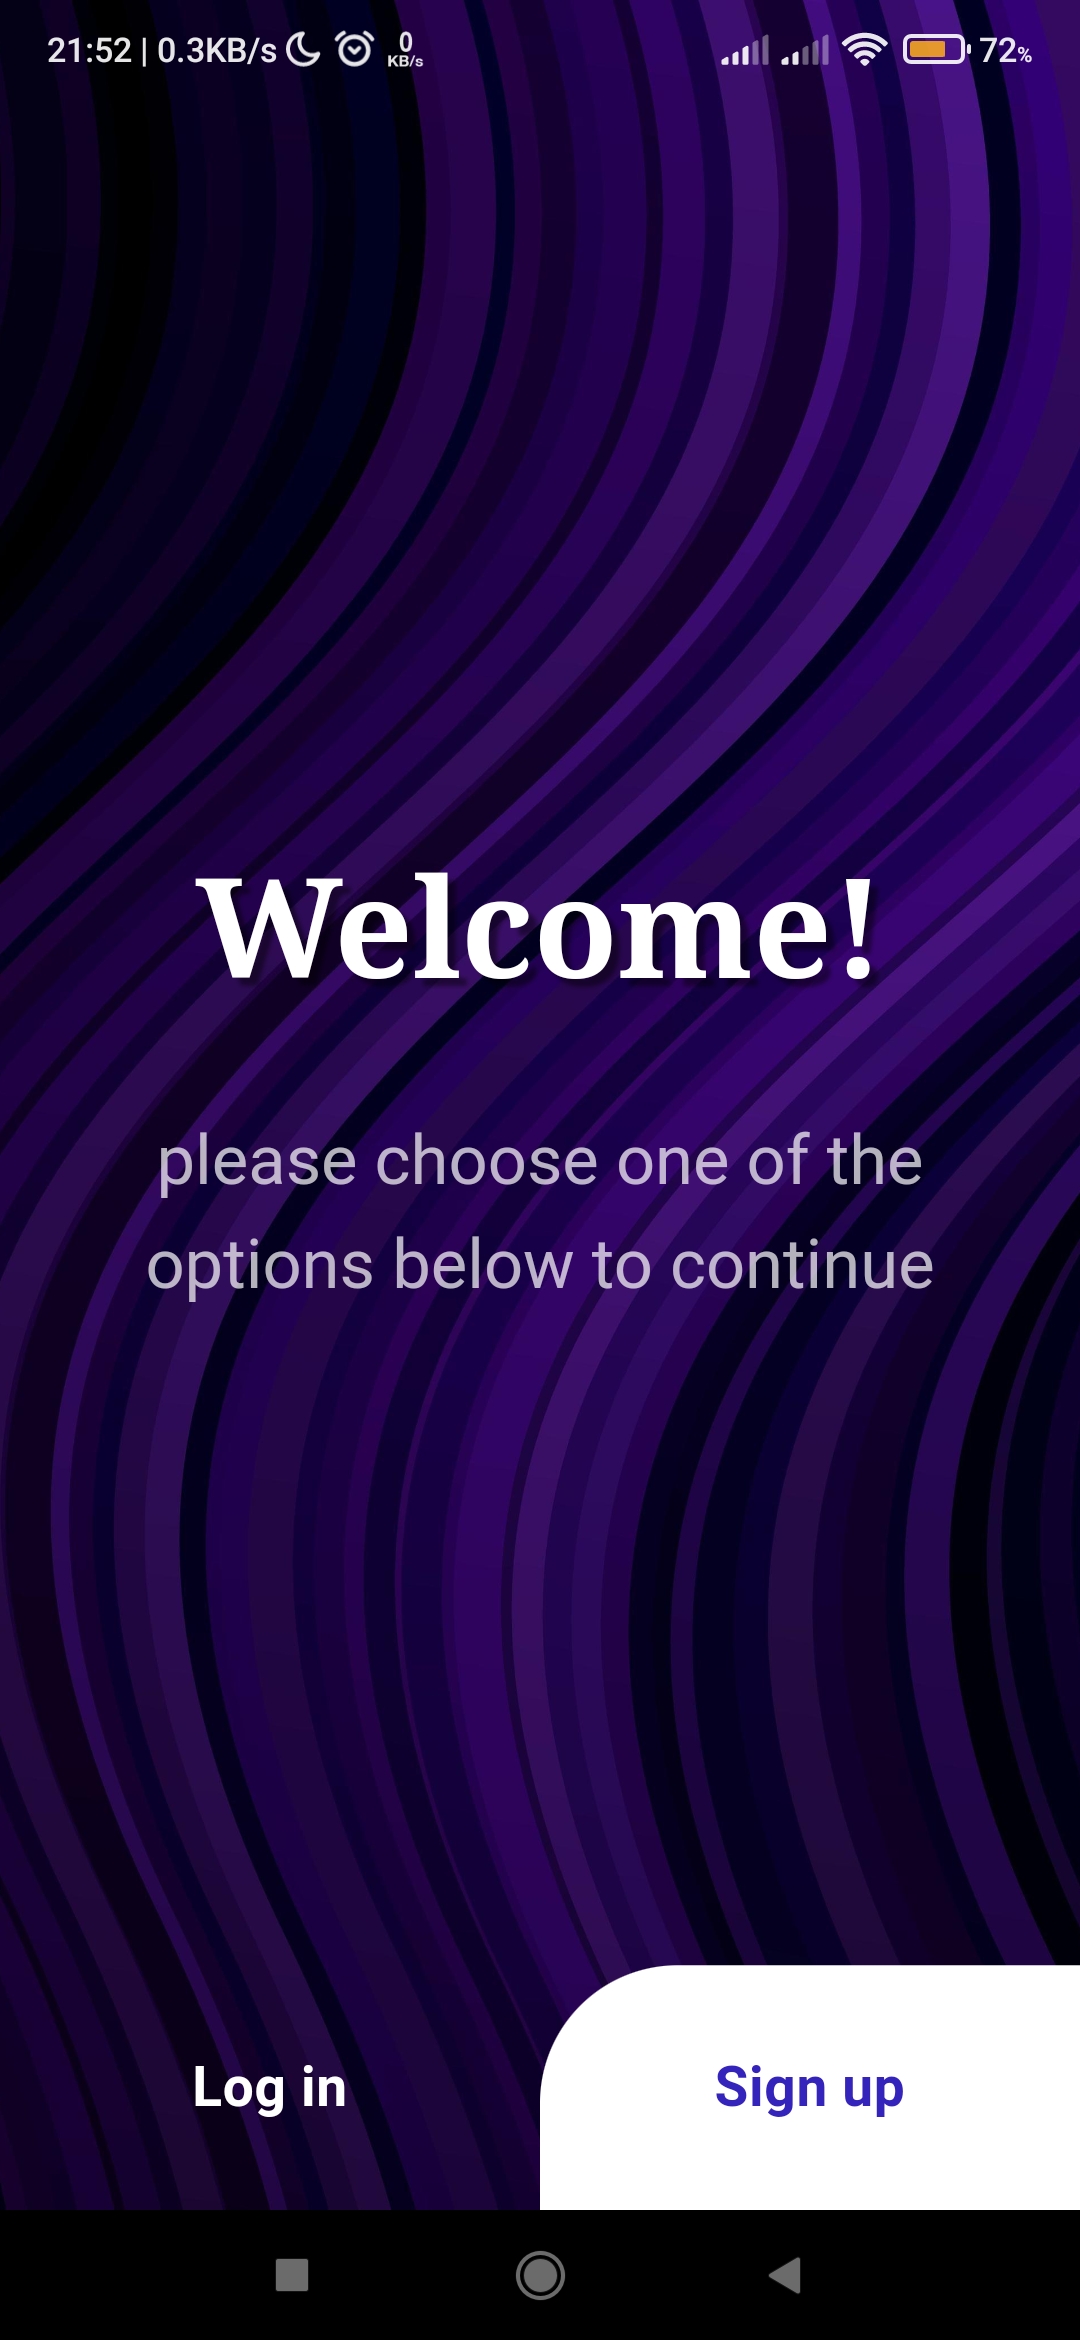 21:52 | 0.3KB/s 0 KB/s 72%
Welcome!
please choose one of the
options below to continue
Log in Sign up